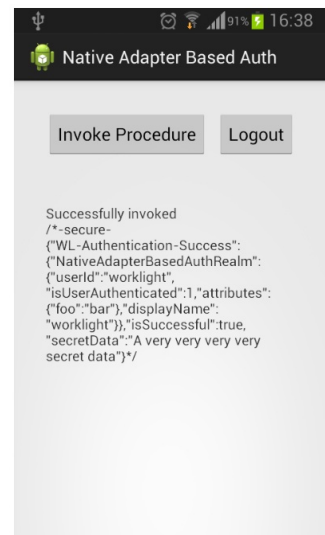 91% 16:38
Native Adapter Based Auth
Invoke Procedure Logout
Successfully invoked
/*-secure-
{"WL-Authentication-Success":
{"NativeAdapterBasedAuthRealm":
{"userId":"worklight",
"isUserAuthenticated":1,"attributes":
{"foo":"bar"},"displayName":
"worklight"}},"isSuccessful":true,
"secretData":"A very very very very
secret data"}*/